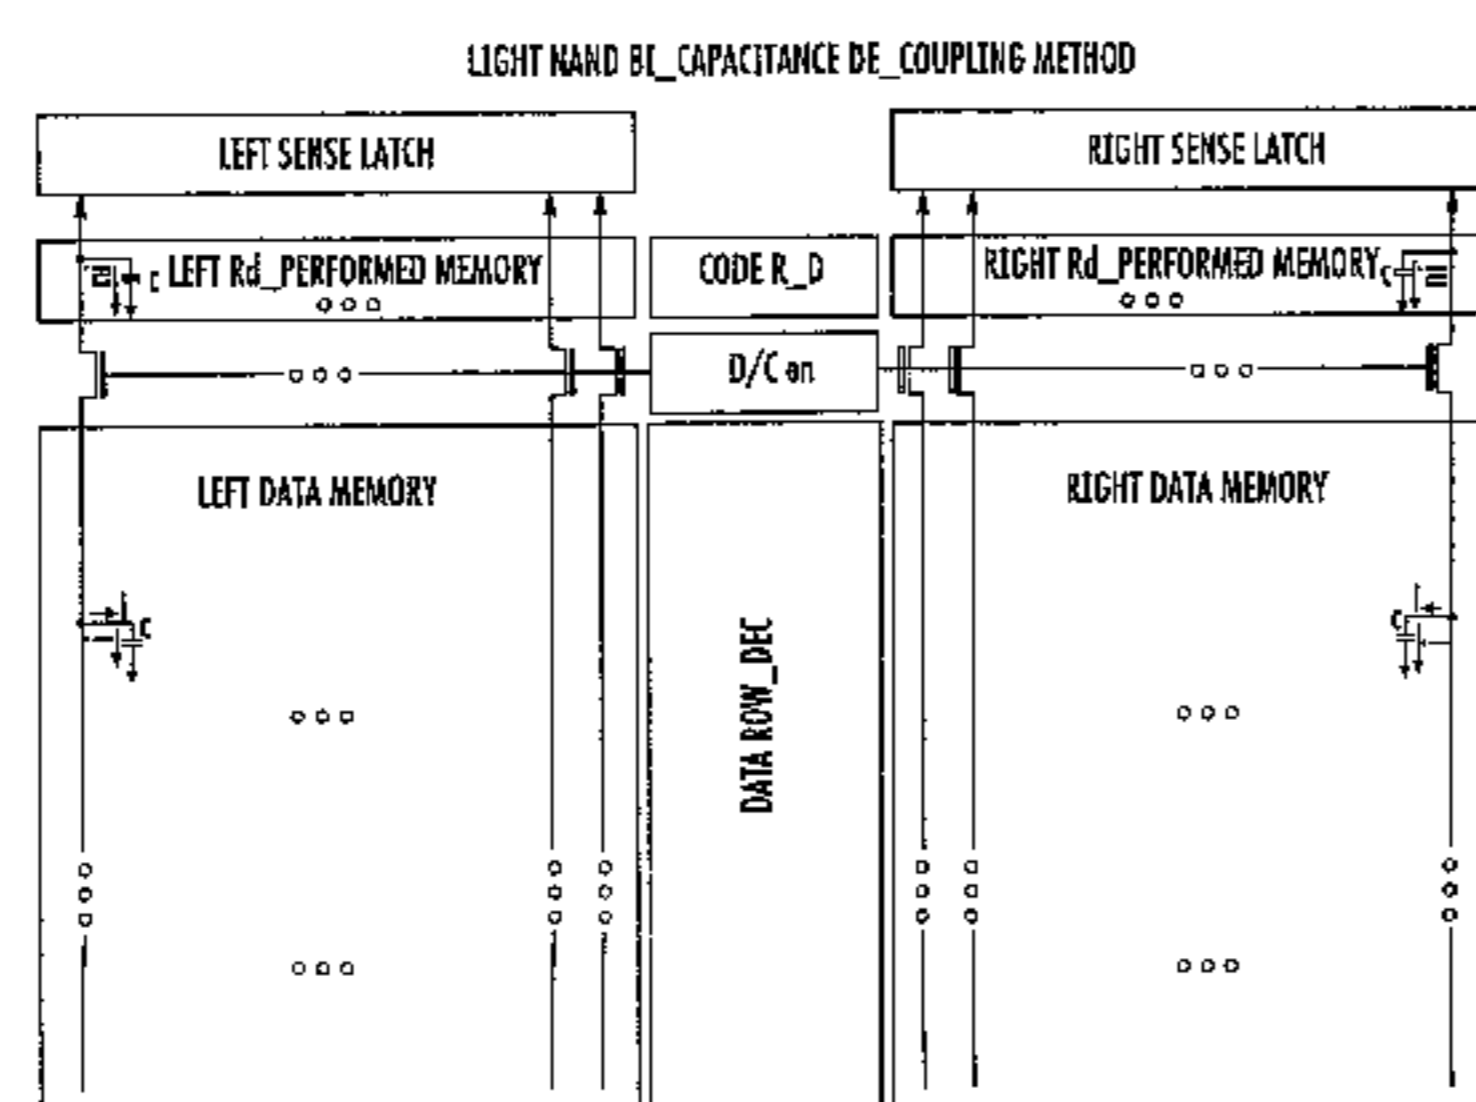 LIGHT NAND BL_CAPACITANCE DE_COUPLING METHOD
LEFT SENSE LATCH
RIGHT SENSE LATCH
C LEFT Rd_PERFORMED MEMORY
CODE R_D
RIGHT Rd_PERFORMED MEMORY C
D/C en
LEFT DATA MEMORY
RIGHT DATA MEMORY
C
C
DATA ROW_DEC